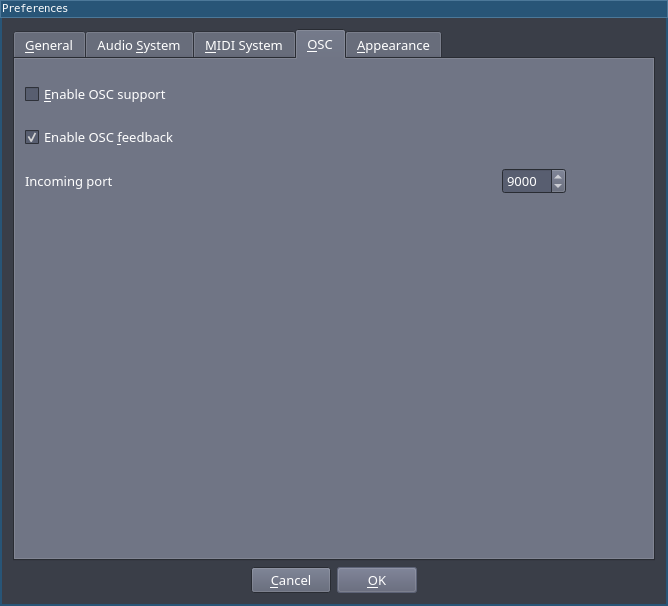 Preferences
General Audio System MIDI System OSC Appearance
Enable OSC support
Enable OSC feedback
Incoming port 9000
Cancel OK